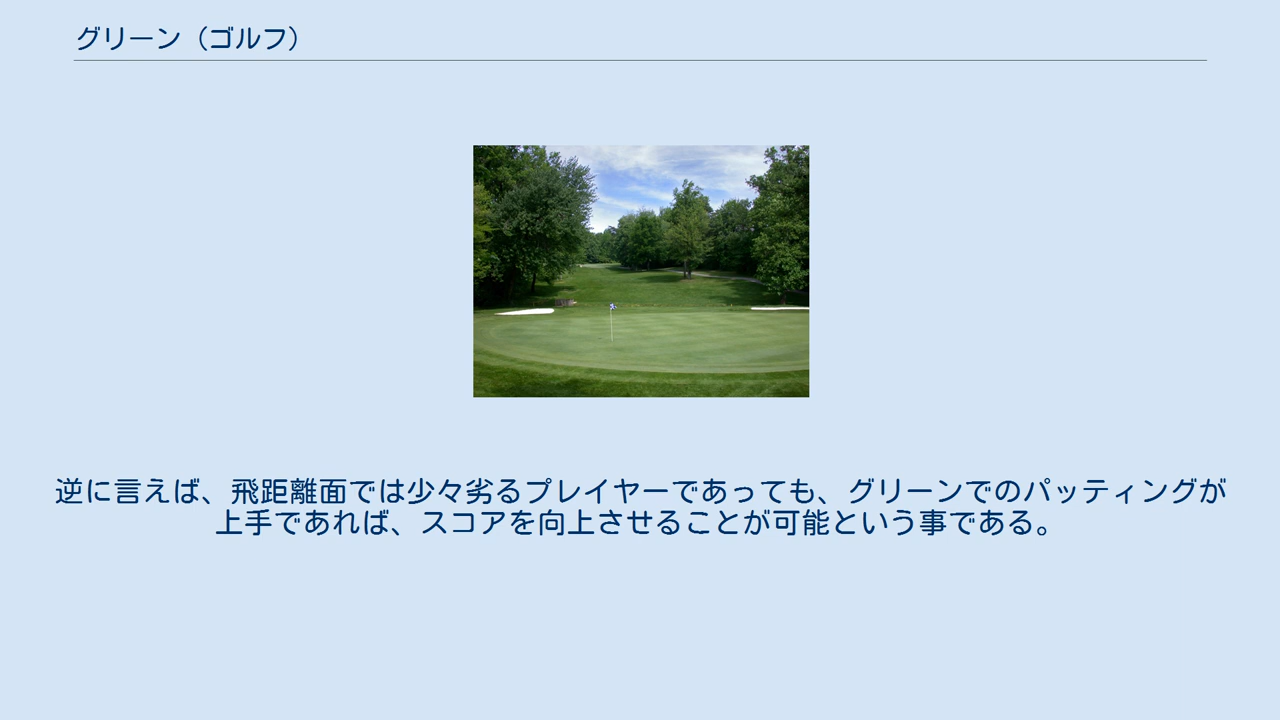 グリーン（ゴルフ）
逆に言えば、飛距離面では少々劣るプレイヤーであっても、グリーンでのパッティングが
上手であれば、スコアを向上させることが可能という事である。